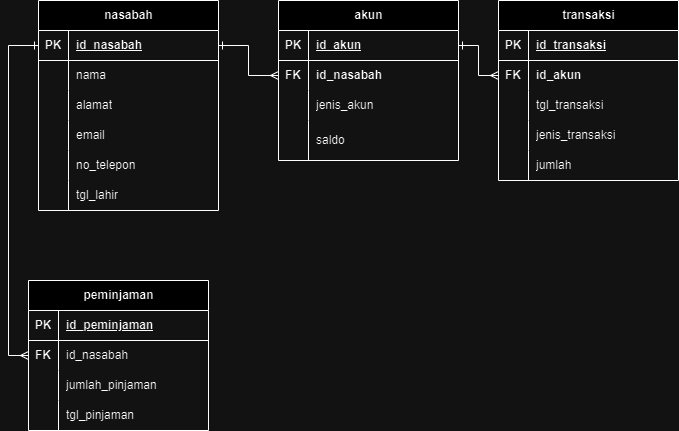 nasabah
PK id_nasabah
nama
alamat
email
no_telepon
tgl_lahir
akun
PK id_akun
FK id_nasabah
jenis_akun
saldo
transaksi
PK id_transaksi
FK id_akun
tgl_transaksi
jenis_transaksi
jumlah
peminjaman
PK id_peminjaman
FK id_nasabah
jumlah_pinjaman
tgl_pinjaman